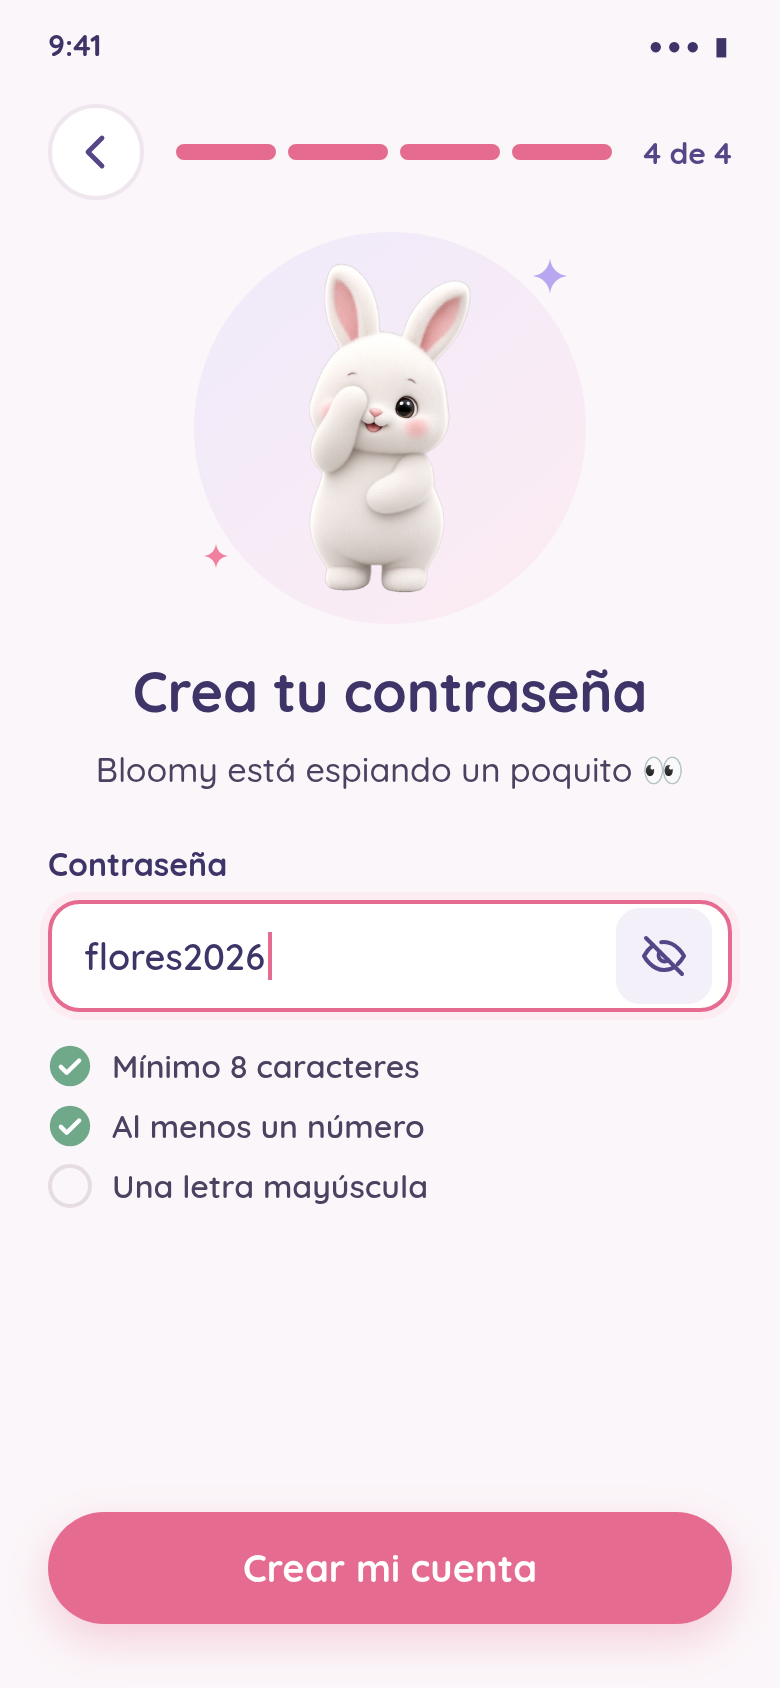 9:41
4 de 4
Crea tu contraseña
Bloomy está espiando un poquito 👀
Contraseña
flores2026
Mínimo 8 caracteres
Al menos un número
Una letra mayúscula
Crear mi cuenta